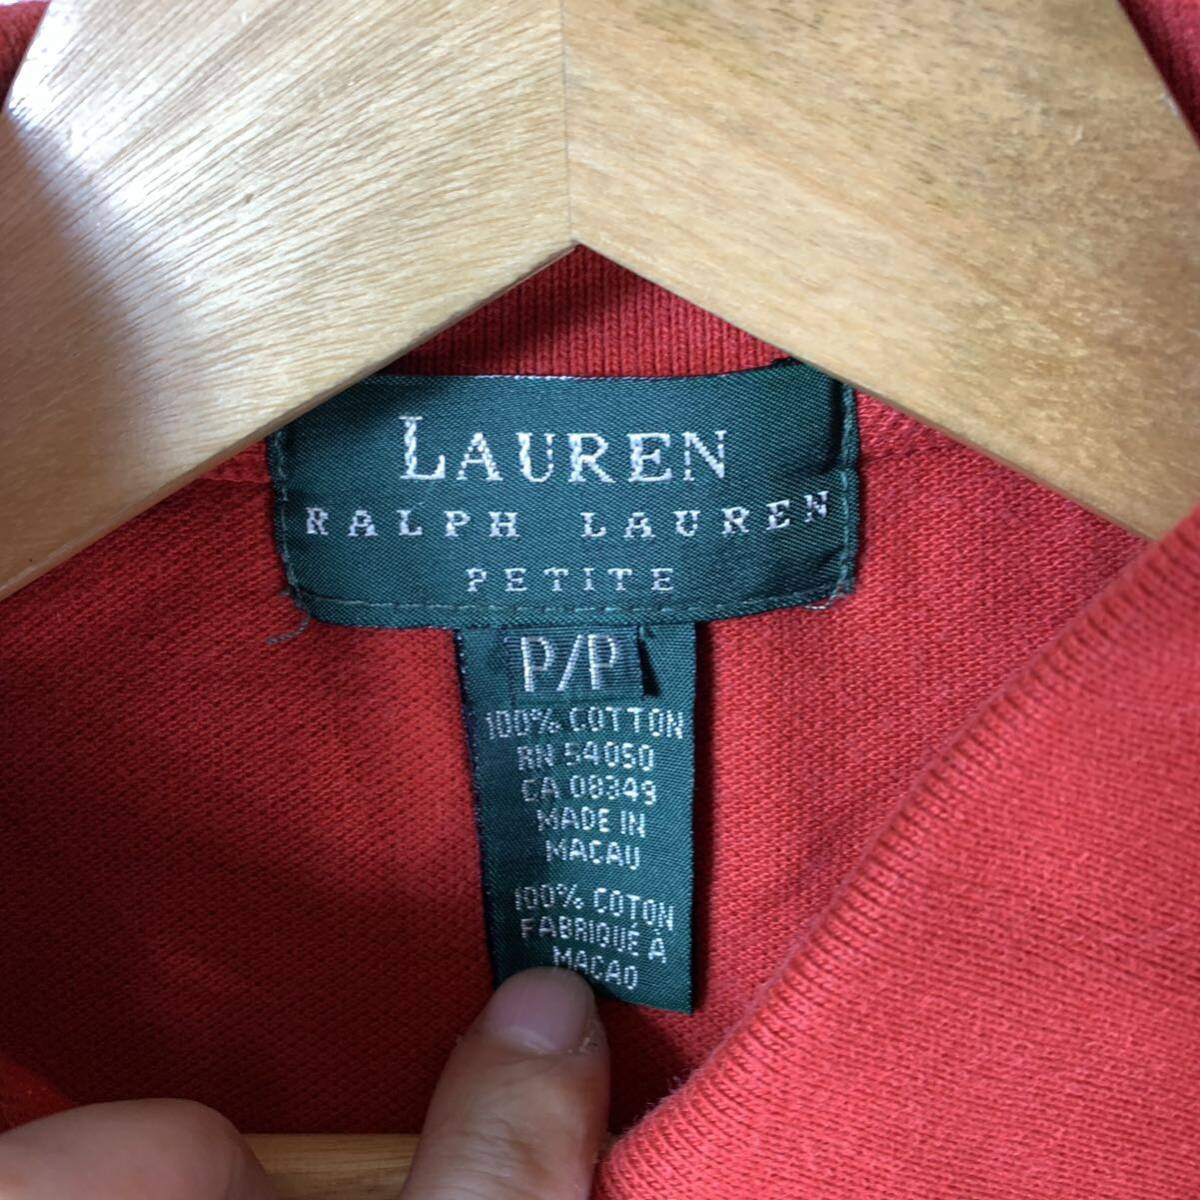 LAUREN
RALPH LAUREN
PETITE
P/P
100% COTTON
RN 54050
CA 08349
MADE IN
MACAU
100% COTON
FABRIQUÉ À
MACAO